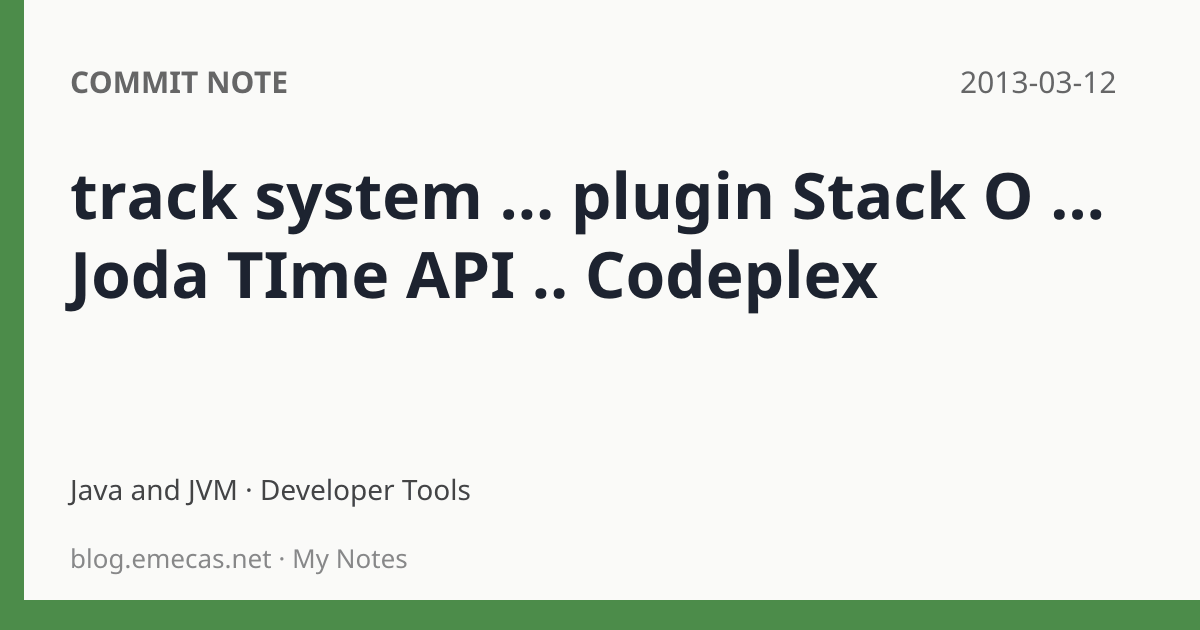 COMMIT NOTE
2013-03-12
track system ... plugin Stack O ...
Joda TIme API .. Codeplex
Java and JVM · Developer Tools
blog.emecas.net · My Notes